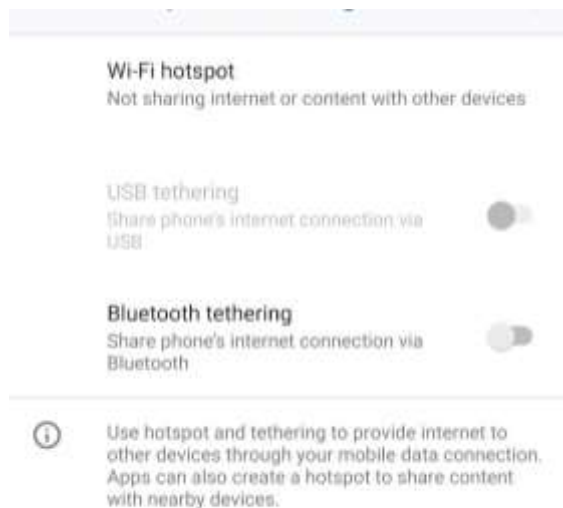 Wi-Fi hotspot
Not sharing internet or content with other devices
USB tethering
Share phone's internet connection via
USB
Bluetooth tethering
Share phone's internet connection via
Bluetooth
Use hotspot and tethering to provide internet to
other devices through your mobile data connection.
Apps can also create a hotspot to share content
with nearby devices.